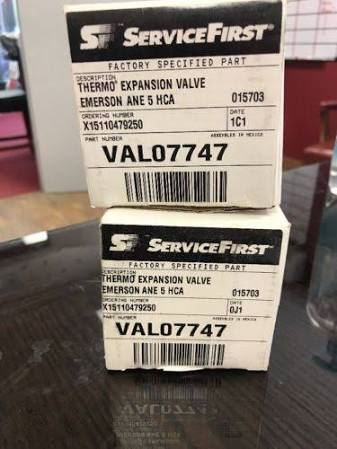 SF SERVICEFIRST®
FACTORY SPECIFIED PART
DESCRIPTION
THERMO EXPANSION VALVE
EMERSON ANE 5 HCA 015703
ORDERING NUMBER DATE
X15110479250 1C1
PART NUMBER ASSEMBLED IN MEXICO
VAL07747
SF SERVICEFIRST
FACTORY SPECIFIED PART
DESCRIPTION
THERMO EXPANSION VALVE
EMERSON ANE 5 HCA 015703
ORDERING NUMBER DATE
X15110479250 0J1
PART NUMBER ASSEMBLED IN MEXICO
VAL07747